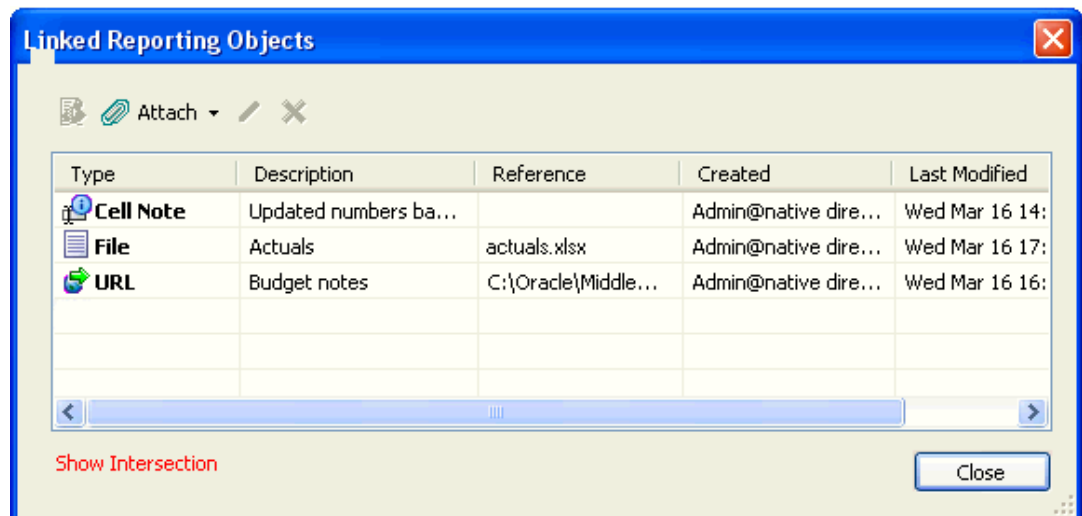 Linked Reporting Objects
Attach
Type Description Reference Created Last Modified
Cell Note Updated numbers ba... Admin@native dire... Wed Mar 16 14:
File Actuals actuals.xlsx Admin@native dire... Wed Mar 16 17:
URL Budget notes C:\Oracle\Middle... Admin@native dire... Wed Mar 16 16:
Show Intersection
Close